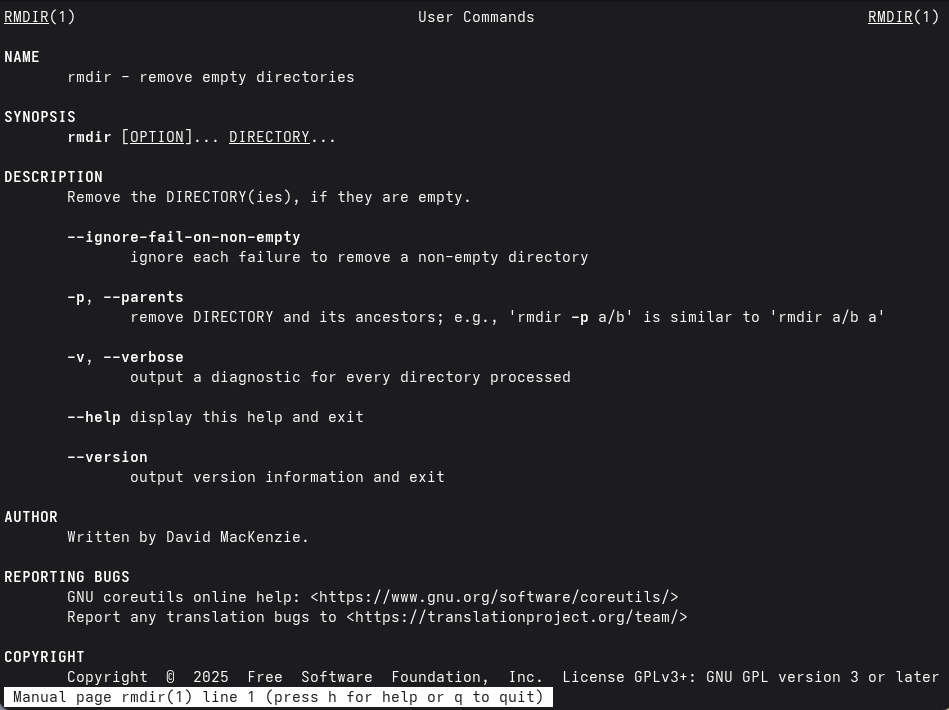 RMDIR(1) User Commands RMDIR(1)
NAME
rmdir - remove empty directories
SYNOPSIS
rmdir [OPTION]... DIRECTORY...
DESCRIPTION
Remove the DIRECTORY(ies), if they are empty.
--ignore-fail-on-non-empty
ignore each failure to remove a non-empty directory
-p, --parents
remove DIRECTORY and its ancestors; e.g., 'rmdir -p a/b' is similar to 'rmdir a/b a'
-v, --verbose
output a diagnostic for every directory processed
--help display this help and exit
--version
output version information and exit
AUTHOR
Written by David MacKenzie.
REPORTING BUGS
GNU coreutils online help: <https://www.gnu.org/software/coreutils/>
Report any translation bugs to <https://translationproject.org/team/>
COPYRIGHT
Copyright © 2025 Free Software Foundation, Inc. License GPLv3+: GNU GPL version 3 or later
Manual page rmdir(1) line 1 (press h for help or q to quit)